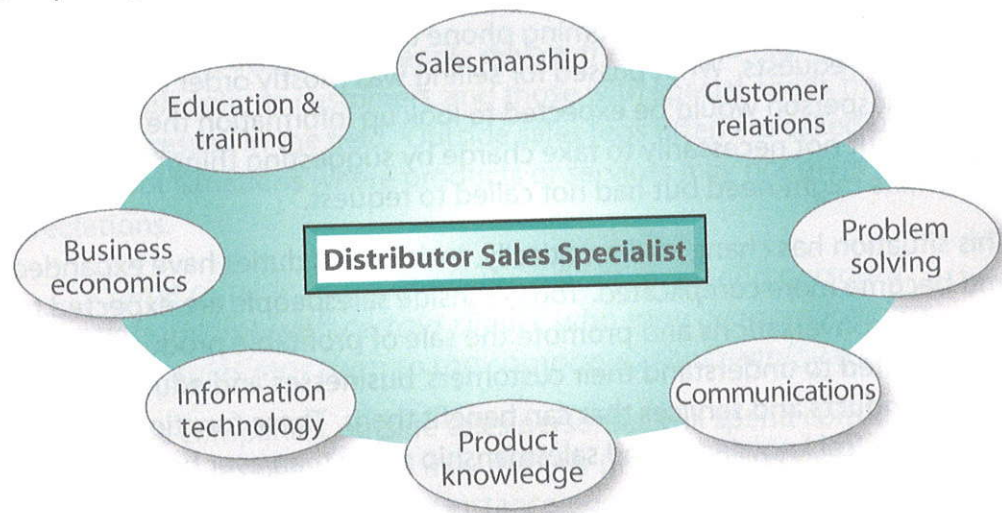 Salesmanship
Customer
relations
Problem
solving
Communications
Product
knowledge
Information
technology
Business
economics
Education &
training
Distributor Sales Specialist